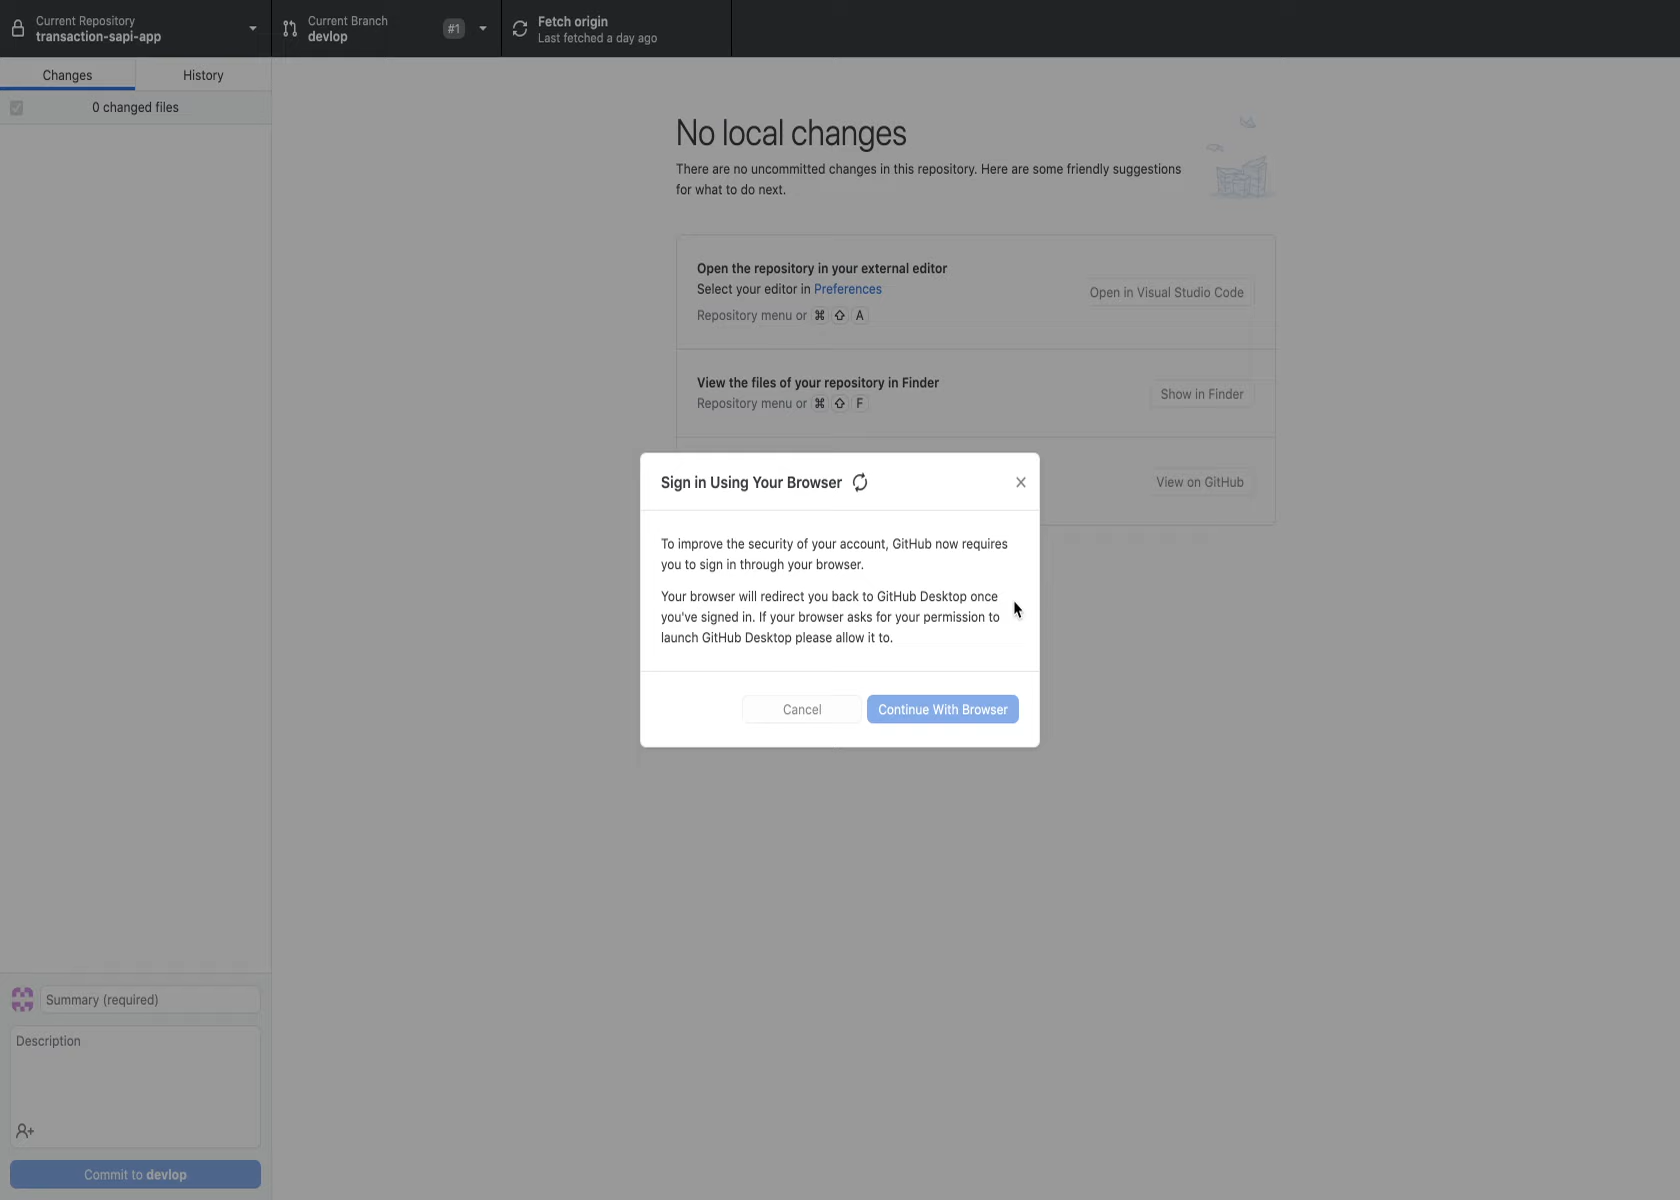 Current Repository
transaction-sapi-app
Current Branch
devlop
#1
Fetch origin
Last fetched a day ago
Changes
History
0 changed files
No local changes
There are no uncommitted changes in this repository. Here are some friendly suggestions
for what to do next.
Open the repository in your external editor
Select your editor in Preferences
Repository menu or ⌘ ⇧ A
Open in Visual Studio Code
View the files of your repository in Finder
Repository menu or ⌘ ⇧ F
Show in Finder
View on GitHub
Sign in Using Your Browser
To improve the security of your account, GitHub now requires
you to sign in through your browser.
Your browser will redirect you back to GitHub Desktop once
you've signed in. If your browser asks for your permission to
launch GitHub Desktop please allow it to.
Cancel
Continue With Browser
Summary (required)
Description
Commit to devlop